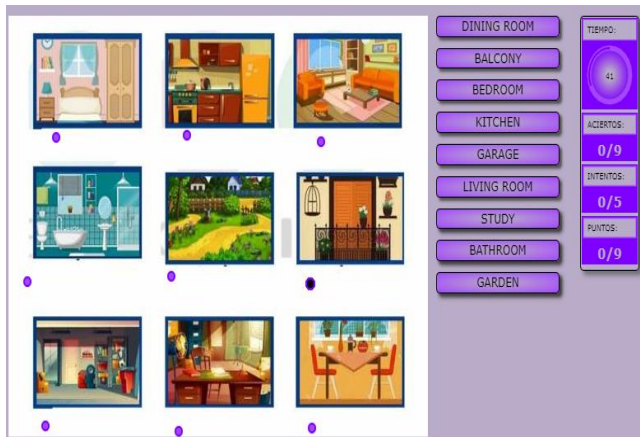 DINING ROOM
BALCONY
BEDROOM
KITCHEN
GARAGE
LIVING ROOM
STUDY
BATHROOM
GARDEN
TIEMPO:
41
ACIERTOS:
0/9
INTENTOS:
0/5
PUNTOS:
0/9